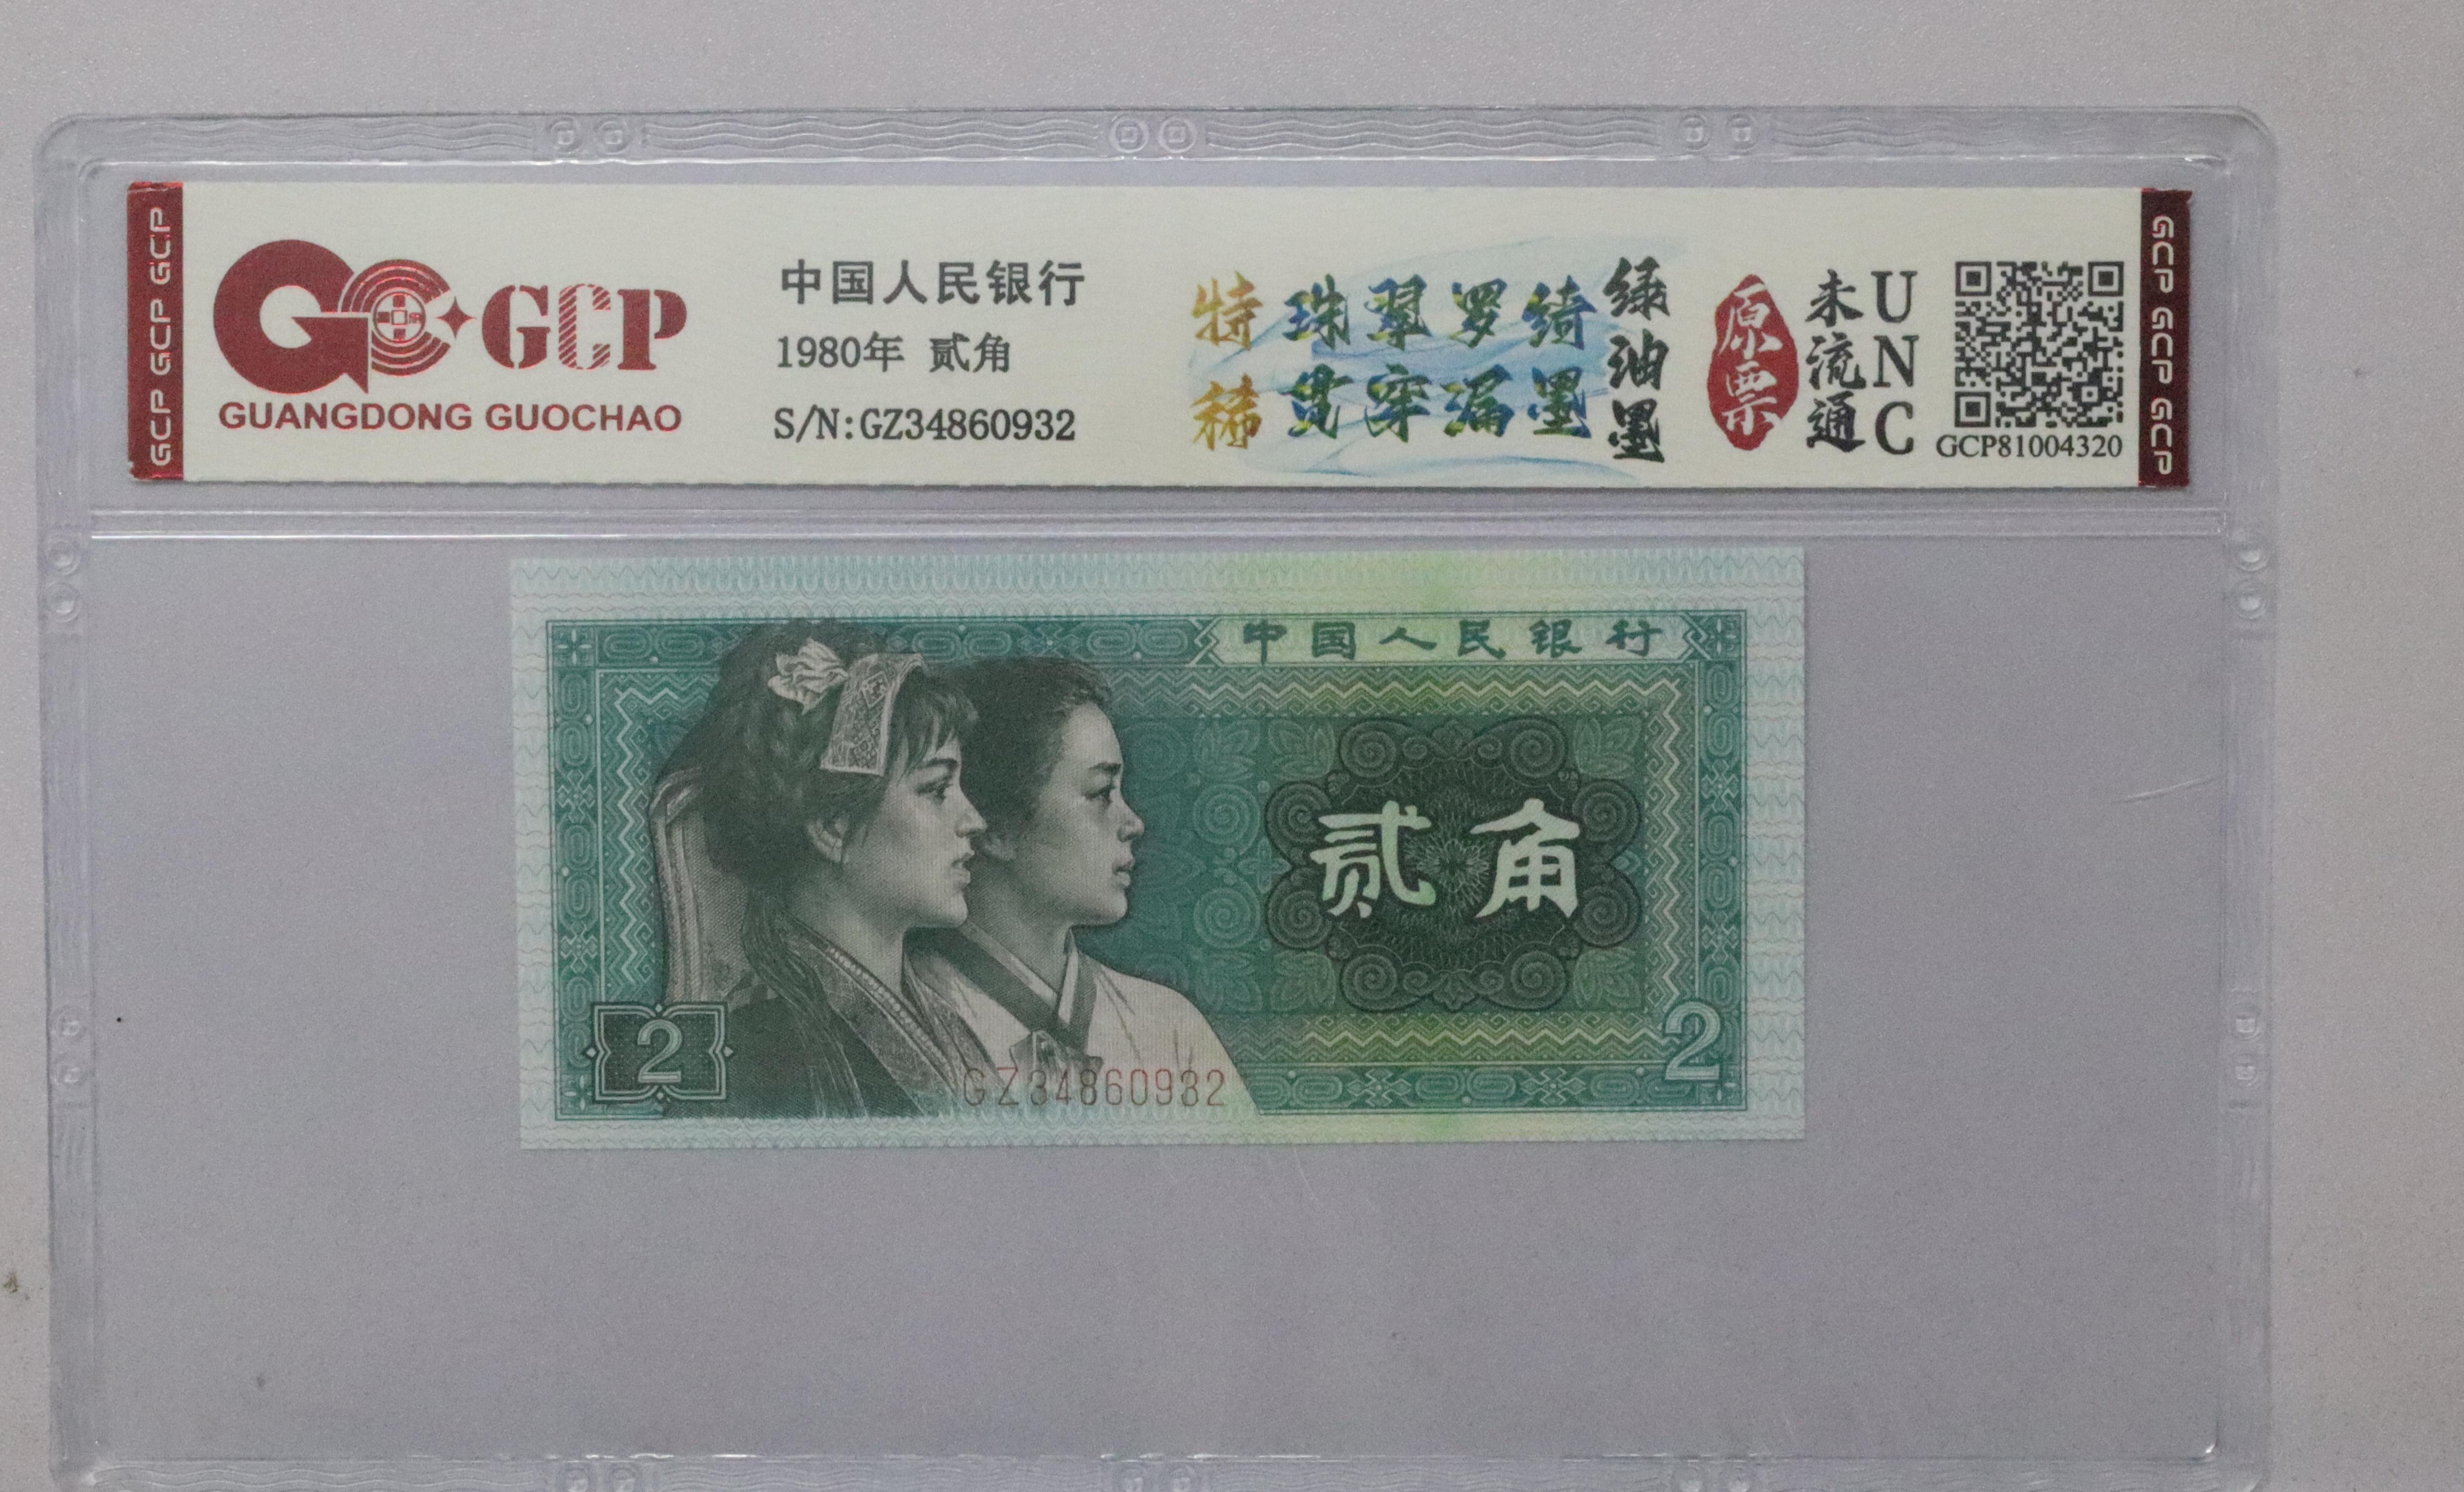 GCP GCP GCP
GCP
GUANGDONG GUOCHAO
中国人民银行
1980年 贰角
S/N:GZ34860932
特稀
珠翠罗绮
贯穿漏墨
绿油墨
原票
未流通
UNC
GCP81004320
GCP GCP GCP
中国人民银行
贰角
2
2
GZ34860932